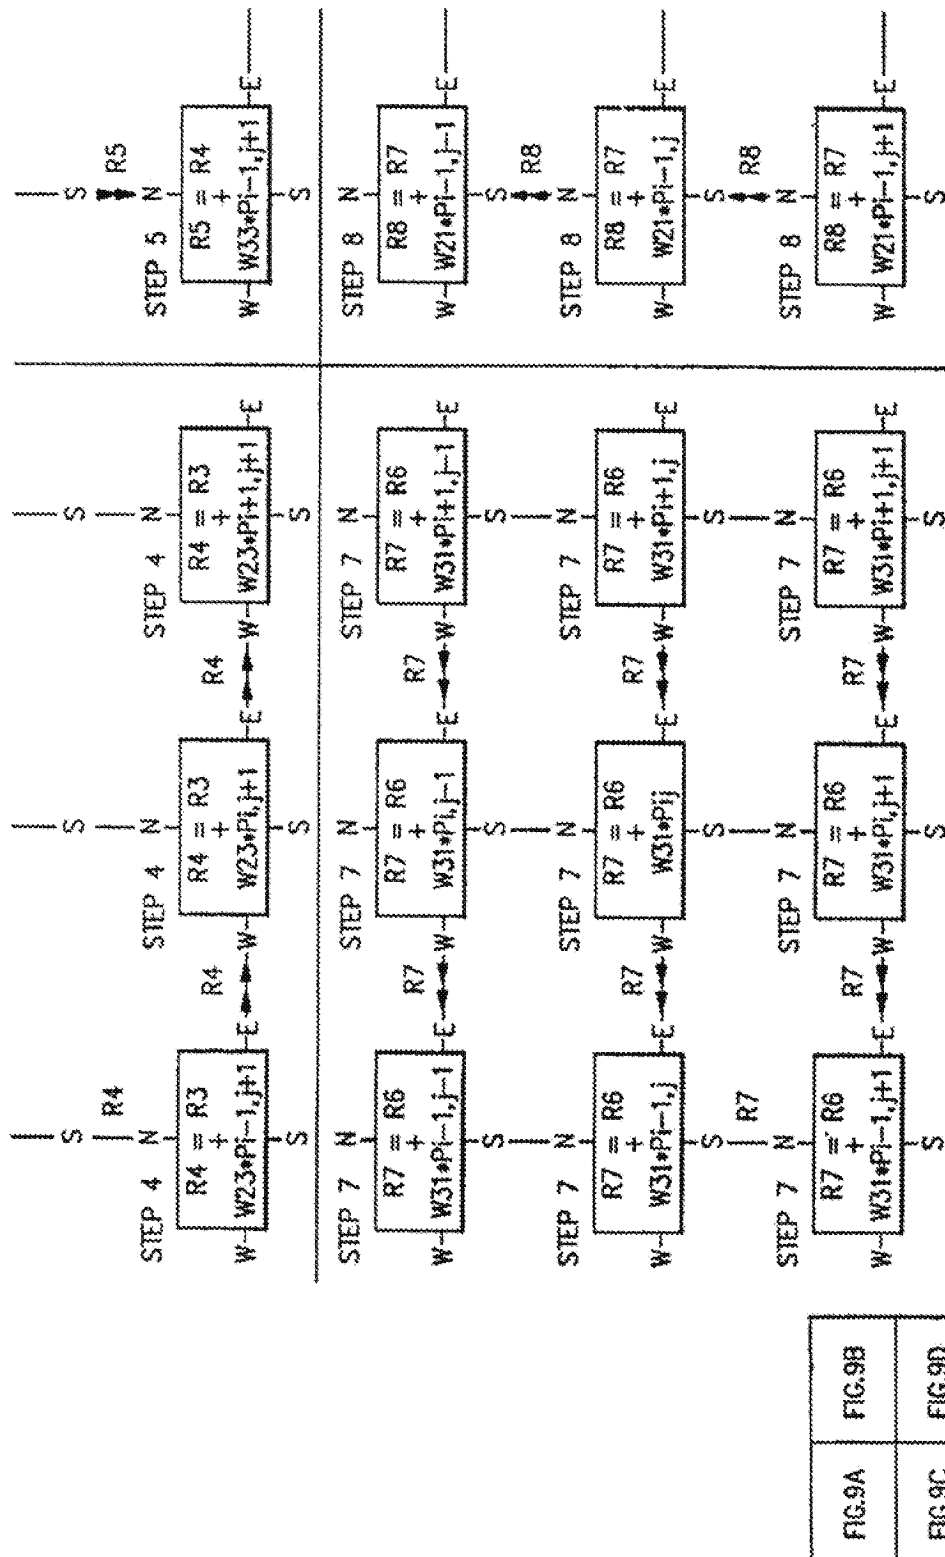 S
S
S
S
R4
R5
STEP 4
N
R4 = R3
+
W23*Pi-1,j+1
W
E
S
R4
STEP 4
N
R4 = R3
+
W23*Pi,j+1
W
E
S
R4
STEP 4
N
R4 = R3
+
W23*Pi+1,j+1
W
E
S
STEP 5
N
R5 = R4
+
W33*Pi-1,j+1
W
E
S
STEP 7
N
R7 = R6
+
W31*Pi-1,j-1
W
E
S
R7
STEP 7
N
R7 = R6
+
W31*Pi,j-1
W
E
S
R7
STEP 7
N
R7 = R6
+
W31*Pi+1,j-1
W
E
S
STEP 8
N
R8 = R7
+
W21*Pi-1,j-1
W
E
S
R8
STEP 7
N
R7 = R6
+
W31*Pi-1,j
W
E
S
R7
R7
STEP 7
N
R7 = R6
+
W31*Pij
W
E
S
R7
STEP 7
N
R7 = R6
+
W31*Pi+1,j
W
E
S
STEP 8
N
R8 = R7
+
W21*Pi-1,j
W
E
S
R8
STEP 7
N
R7 = R6
+
W31*Pi-1,j+1
W
E
S
R7
STEP 7
N
R7 = R6
+
W31*Pi,j+1
W
E
S
R7
STEP 7
N
R7 = R6
+
W31*Pi+1,j+1
W
E
S
STEP 8
N
R8 = R7
+
W21*Pi-1,j+1
W
E
S
FIG.9A FIG.9B
FIG.9C FIG.9D